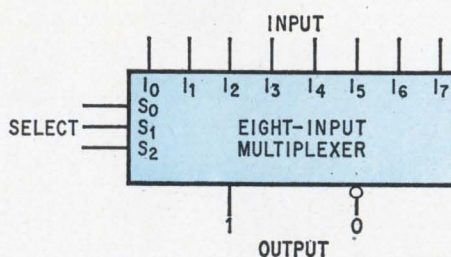 INPUT
I0 I1 I2 I3 I4 I5 I6 I7
S0
SELECT S1 EIGHT-INPUT
S2 MULTIPLEXER
1 0
OUTPUT